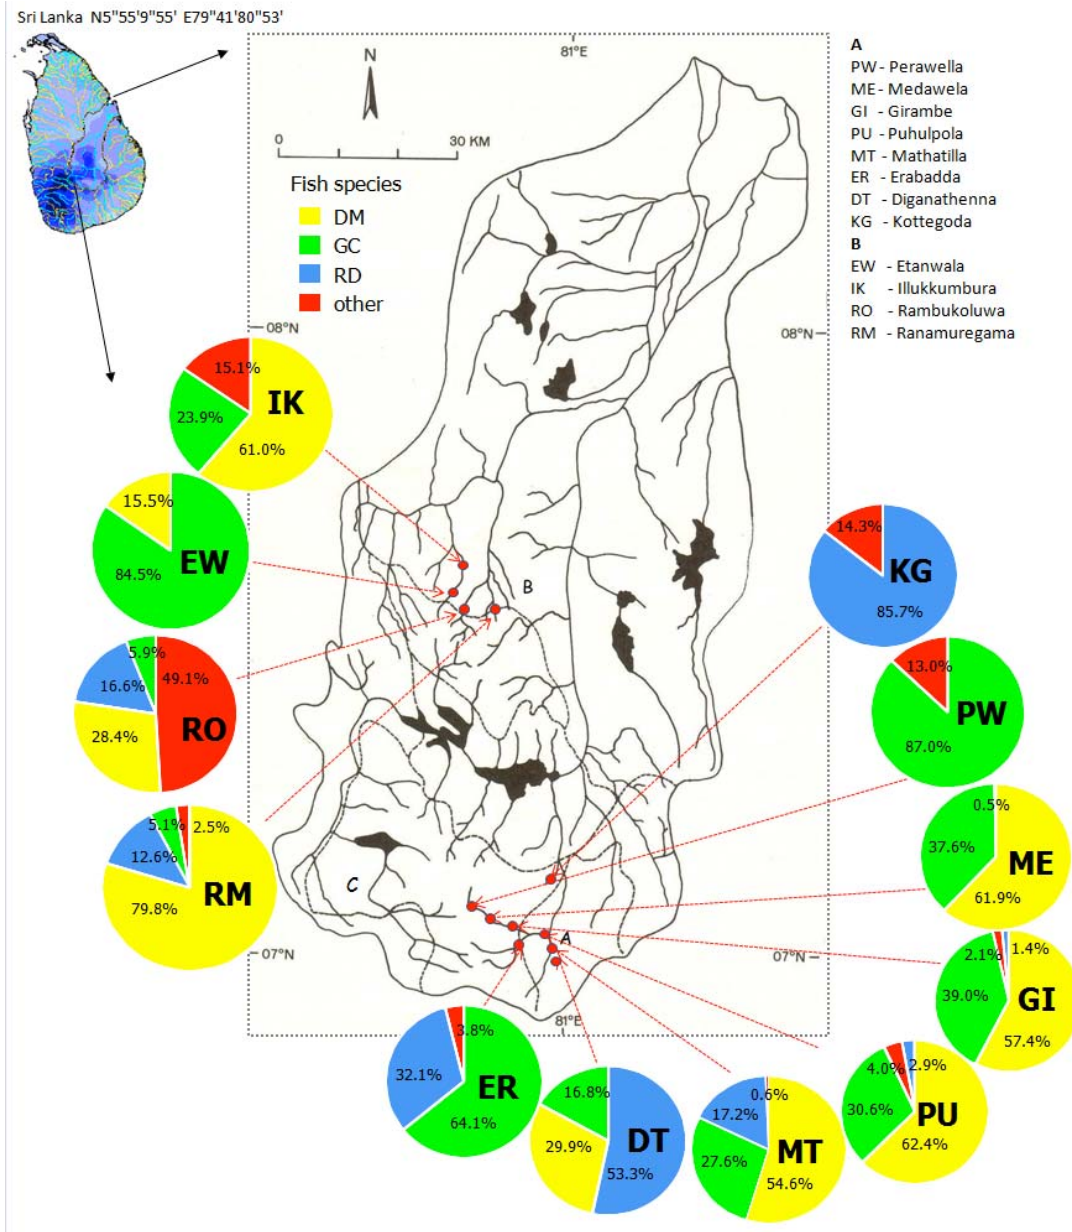 Sri Lanka N5"55'9"55' E79"41'80"53'
N
81°E
0 30 KM
Fish species
DM
GC
RD
other
08°N
08°N
A
PW - Perawella
ME - Medawela
GI - Girambe
PU - Puhulpola
MT - Mathatilla
ER - Erabadda
DT - Diganathenna
KG - Kottegoda
B
EW - Etanwala
IK - Illukkumbura
RO - Rambukoluwa
RM - Ranamuregama
15.1%
IK
23.9%
61.0%
15.5%
EW
84.5%
5.9%
49.1%
16.6%
RO
28.4%
5.1%
2.5%
12.6%
RM
79.8%
B
C
A
07°N
07°N
81°E
14.3%
KG
85.7%
13.0%
PW
87.0%
0.5%
37.6%
ME
61.9%
2.1%
1.4%
39.0%
GI
57.4%
4.0%
2.9%
30.6%
PU
62.4%
0.6%
17.2%
MT
27.6%
54.6%
16.8%
DT
29.9%
53.3%
3.8%
32.1%
ER
64.1%